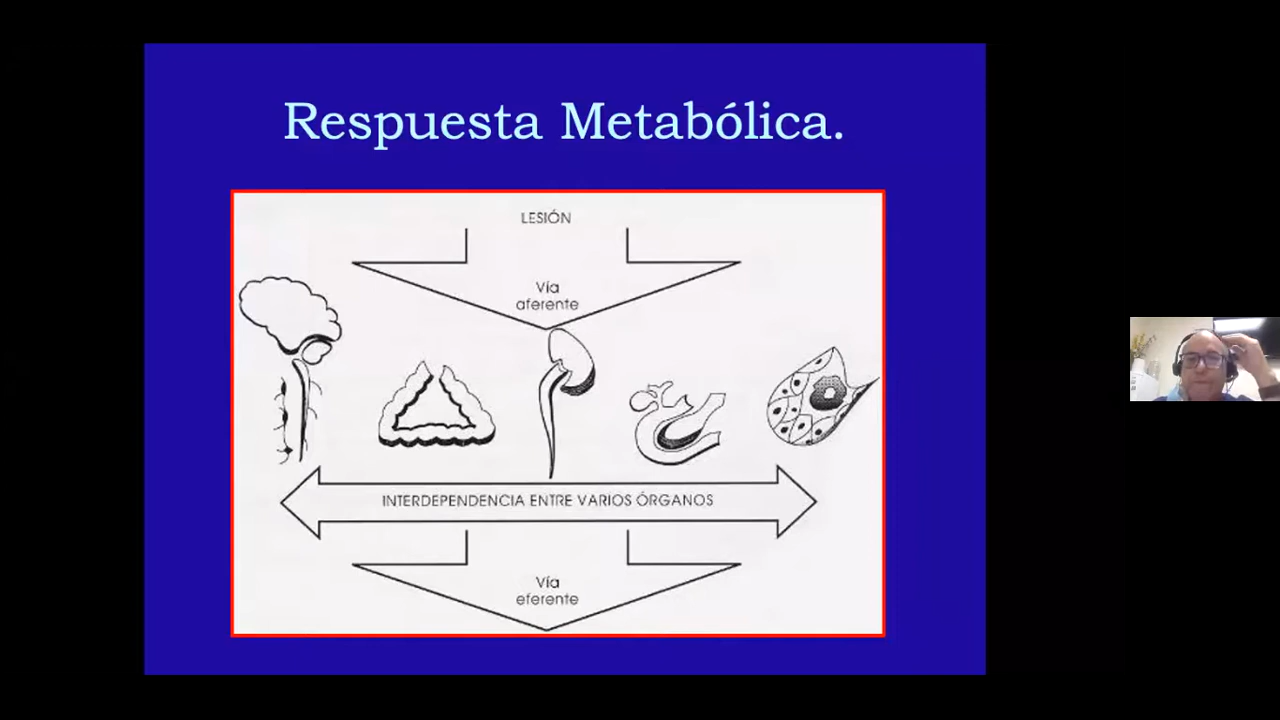 Respuesta Metabólica.
LESIÓN
Vía
aferente
INTERDEPENDENCIA ENTRE VARIOS ÓRGANOS
Vía
eferente